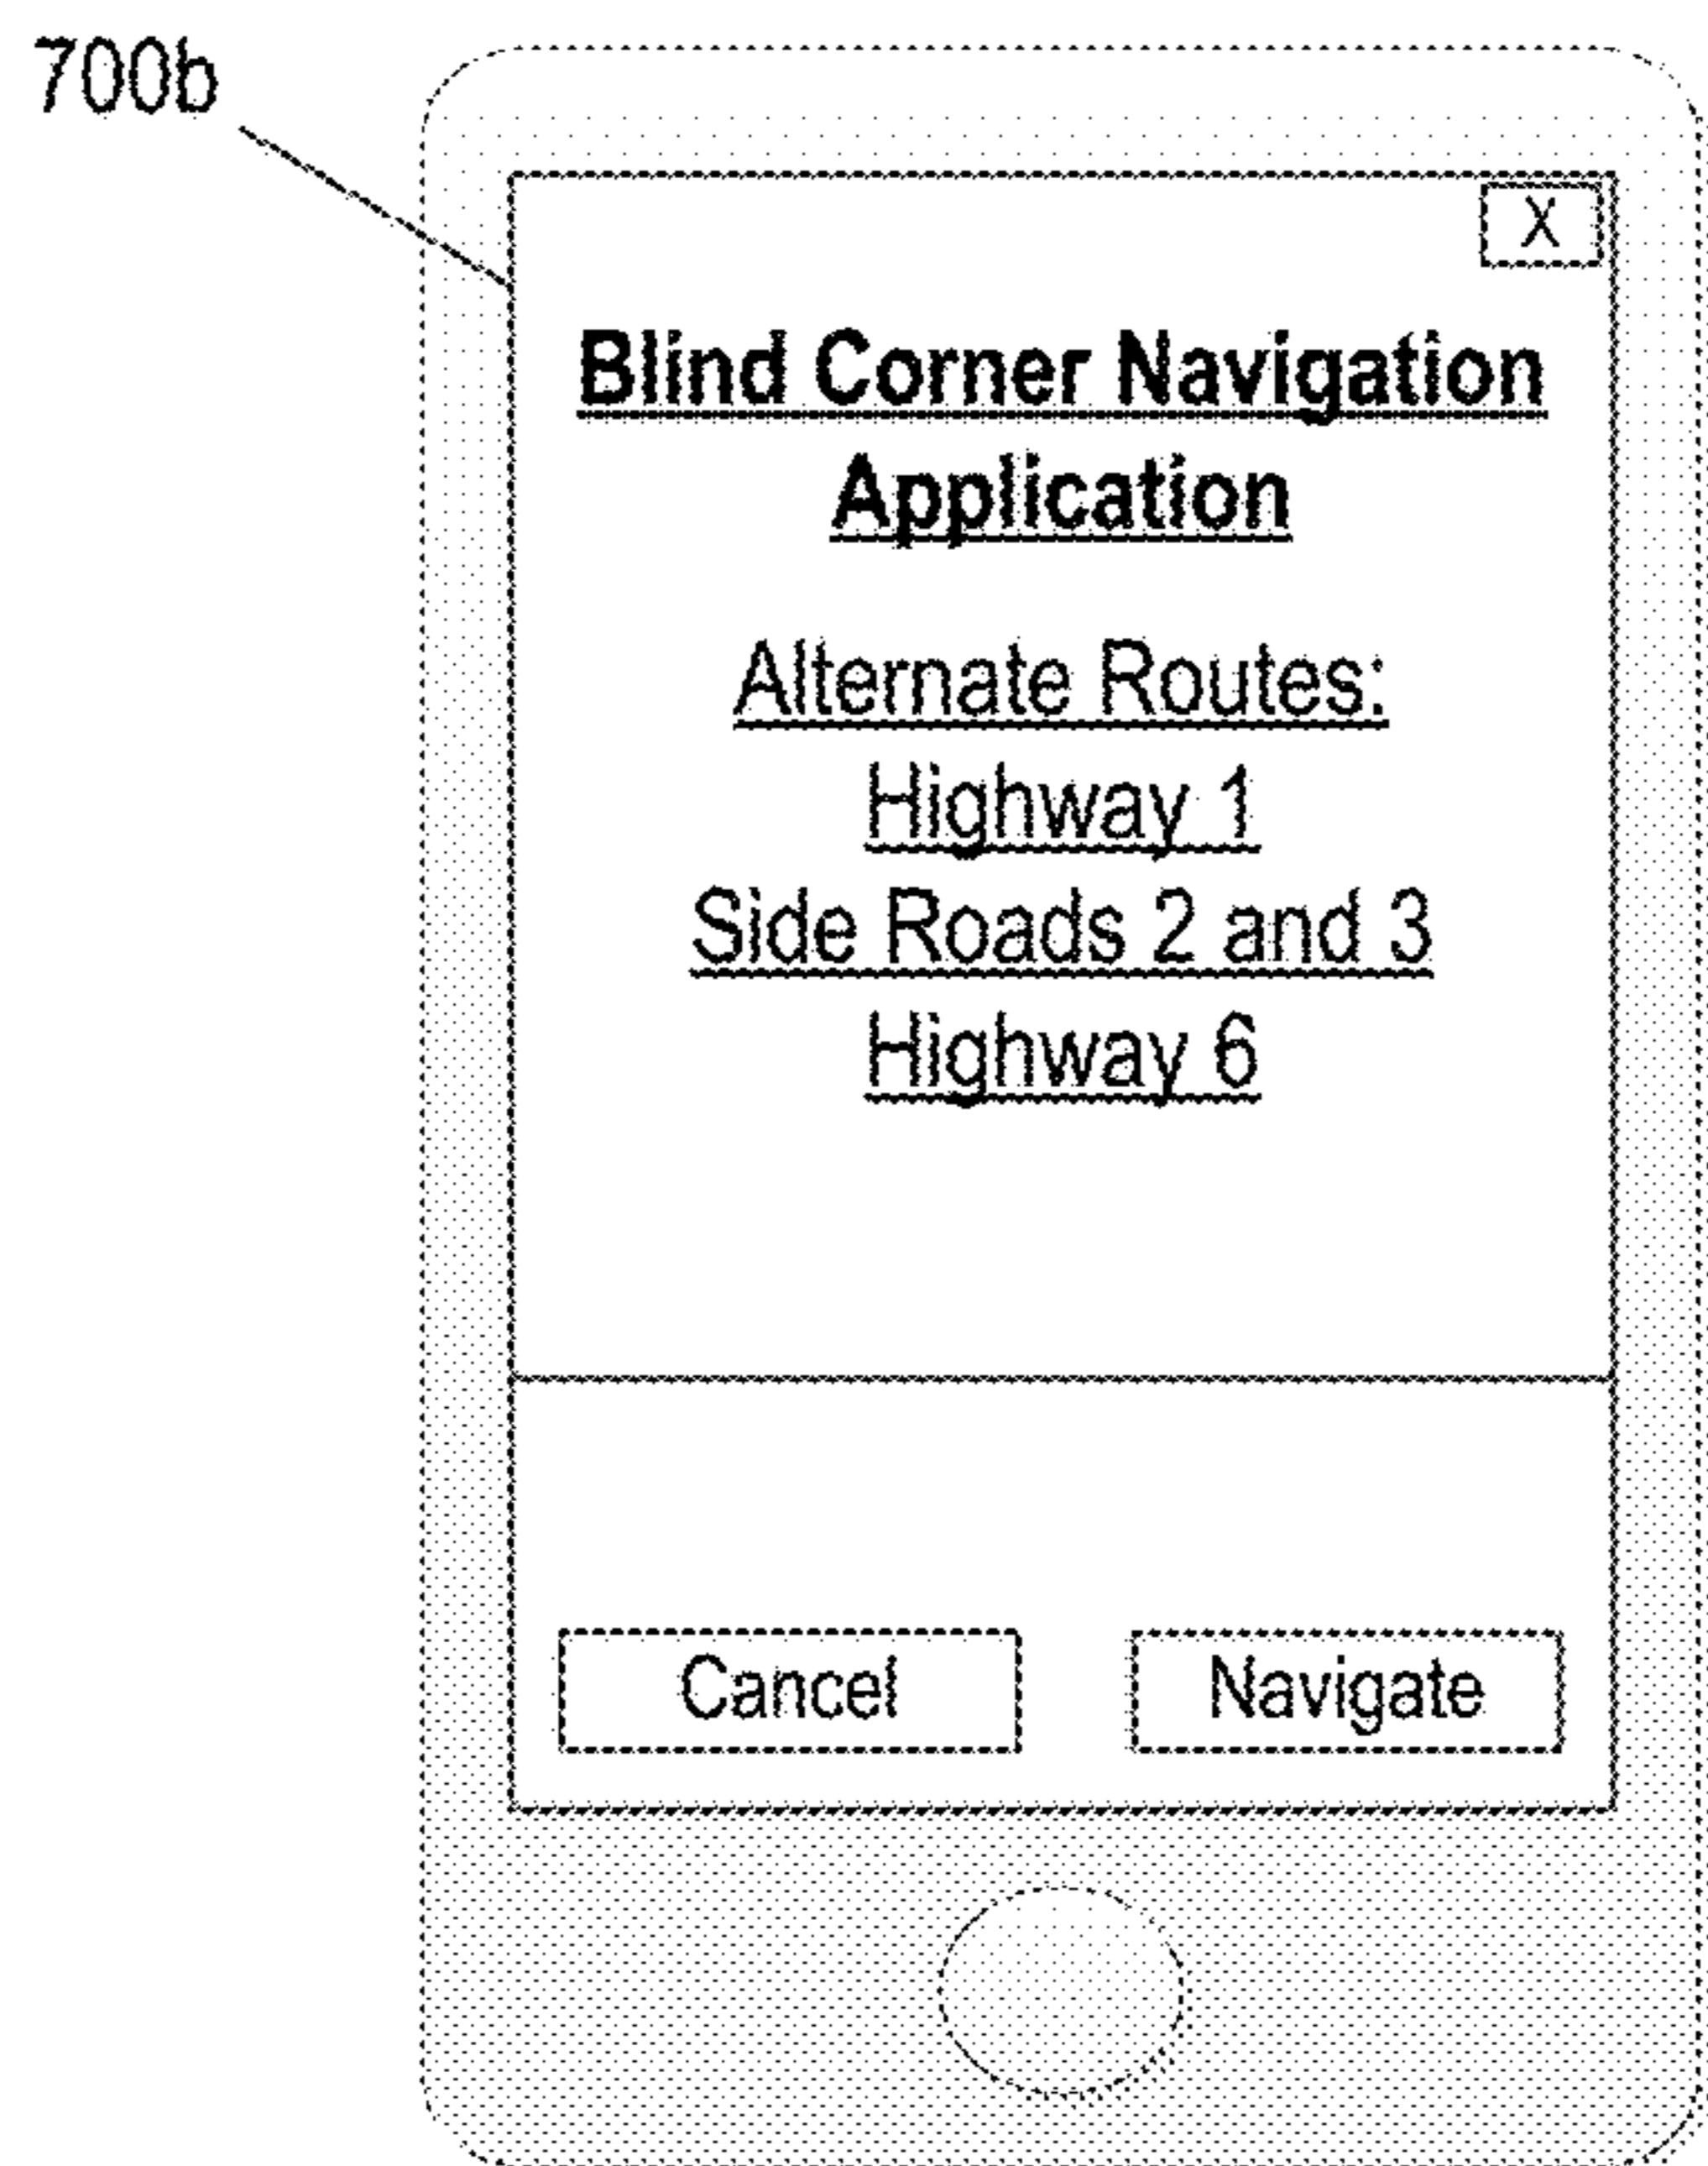 700b
X
Blind Corner Navigation
Application
Alternate Routes:
Highway 1
Side Roads 2 and 3
Highway 6
Cancel
Navigate